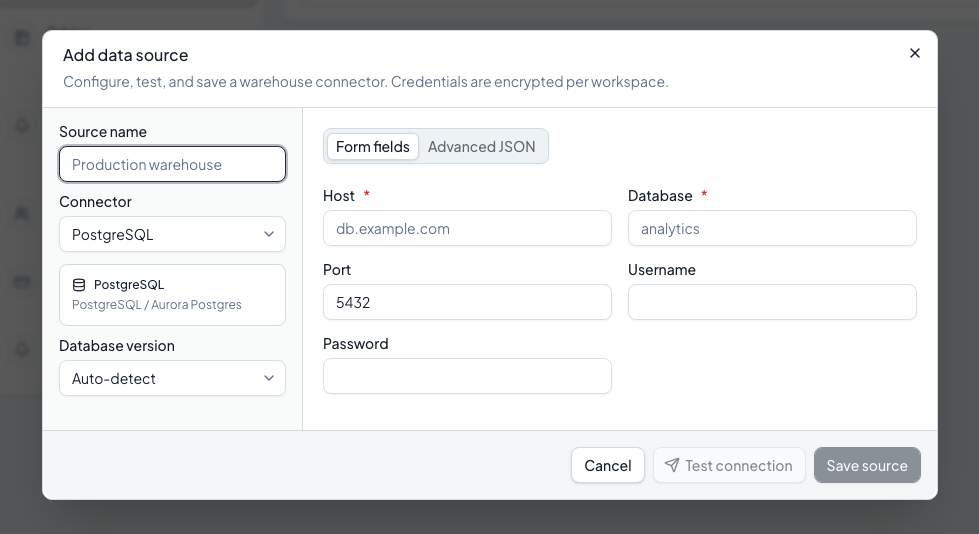 Add data source
Configure, test, and save a warehouse connector. Credentials are encrypted per workspace.
Source name
Production warehouse
Connector
PostgreSQL
PostgreSQL
PostgreSQL / Aurora Postgres
Database version
Auto-detect
Form fields Advanced JSON
Host * Database *
db.example.com analytics
Port Username
5432
Password
Cancel Test connection Save source